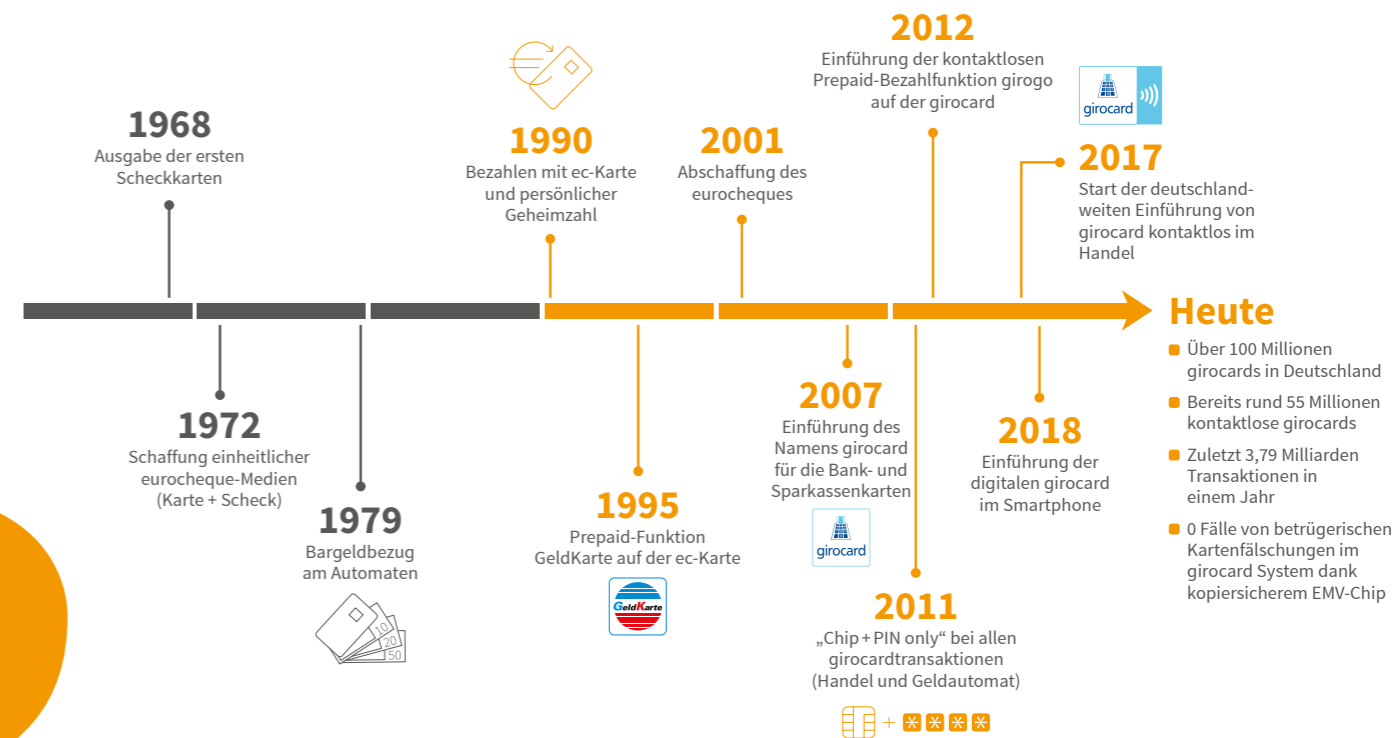 1968
Ausgabe der ersten
Scheckkarten
1972
Schaffung einheitlicher
eurocheque-Medien
(Karte + Scheck)
1979
Bargeldbezug
am Automaten
10
20
50
1990
Bezahlen mit ec-Karte
und persönlicher
Geheimzahl
1995
Prepaid-Funktion
GeldKarte auf der ec-Karte
GeldKarte
2001
Abschaffung des
eurocheques
2007
Einführung des
Namens girocard
für die Bank- und
Sparkassenkarten
girocard
2011
„Chip + PIN only“ bei allen
girocardtransaktionen
(Handel und Geldautomat)
+ ****
2012
Einführung der kontaktlosen
Prepaid-Bezahlfunktion girogo
auf der girocard
girocard
2017
Start der deutschland-
weiten Einführung von
girocard kontaktlos im
Handel
2018
Einführung der
digitalen girocard
im Smartphone
Heute
Über 100 Millionen
girocards in Deutschland
Bereits rund 55 Millionen
kontaktlose girocards
Zuletzt 3,79 Milliarden
Transaktionen in
einem Jahr
0 Fälle von betrügerischen
Kartenfälschungen im
girocard System dank
kopiersicherem EMV-Chip